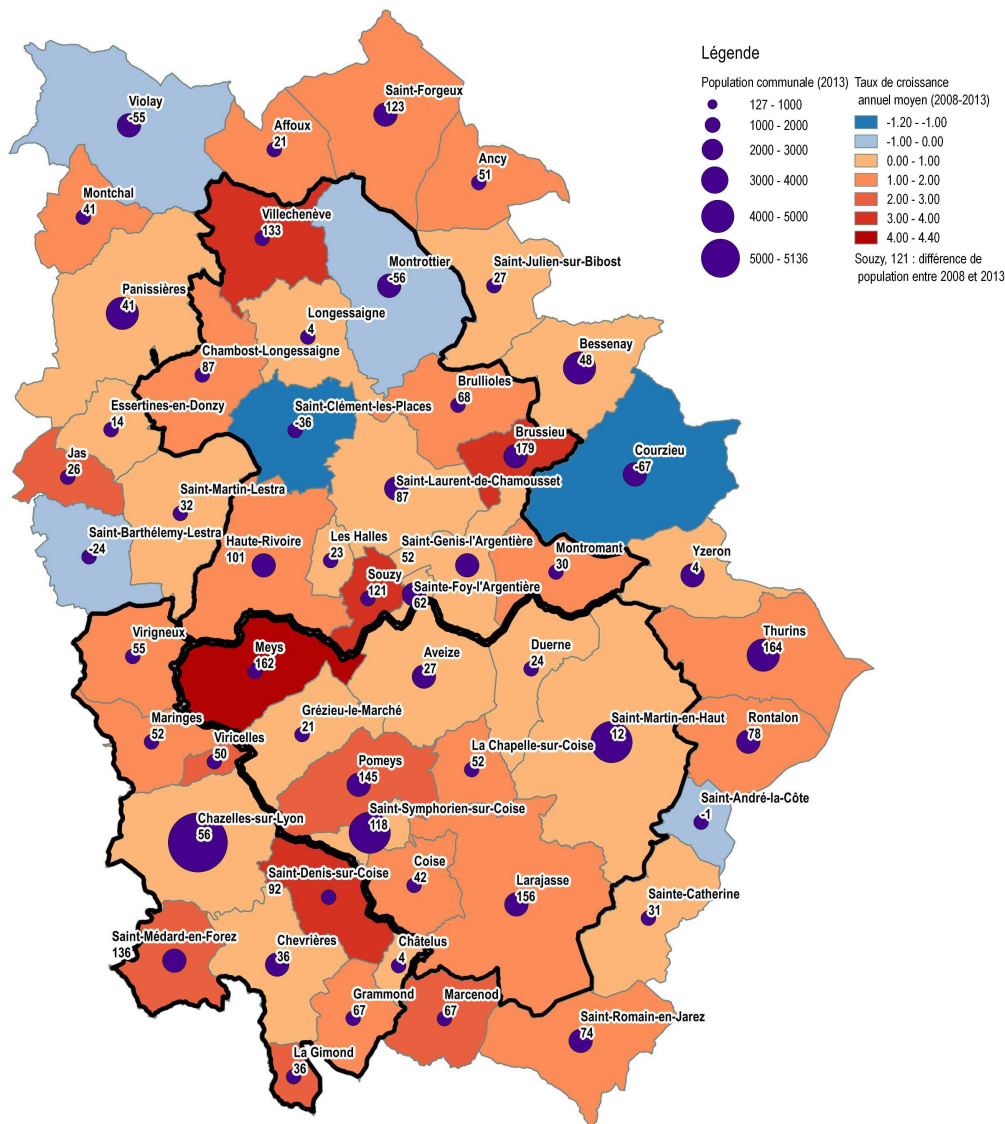 Légende
Population communale (2013)
127 - 1000
1000 - 2000
2000 - 3000
3000 - 4000
4000 - 5000
5000 - 5136
Taux de croissance
annuel moyen (2008-2013)
-1.20 - -1.00
-1.00 - 0.00
0.00 - 1.00
1.00 - 2.00
2.00 - 3.00
3.00 - 4.00
4.00 - 4.40
Souzy, 121 : différence de
population entre 2008 et 2013
Violay
-55
Saint-Forgeux
123
Affoux
21
Ancy
51
Montchal
41
Villechenève
133
Montrottier
-56
Saint-Julien-sur-Bibost
27
Panissières
41
Longessaigne
4
Chambost-Longessaigne
87
Bessenay
48
Brullioles
68
Essertines-en-Donzy
14
Saint-Clément-les-Places
-36
Brussieu
179
Courzieu
-67
Jas
26
Saint-Laurent-de-Chamousset
87
Saint-Martin-Lestra
32
Saint-Barthélemy-Lestra
-24
Haute-Rivoire
101
Les Halles
23
Saint-Genis-l'Argentière
52
Montromant
30
Yzeron
4
Souzy
121
Sainte-Foy-l'Argentière
62
Virigneux
55
Meys
162
Aveize
27
Duerne
24
Thurins
164
Maringes
52
Viricelles
50
Grézieu-le-Marché
21
Saint-Martin-en-Haut
12
Rontalon
78
Pomeys
145
La Chapelle-sur-Coise
52
Saint-André-la-Côte
-1
Chazelles-sur-Lyon
56
Saint-Symphorien-sur-Coise
118
Saint-Denis-sur-Coise
92
Coise
42
Larajasse
156
Sainte-Catherine
31
Saint-Médard-en-Forez
136
Chevrières
36
Châtelus
4
Grammond
67
Marcenod
67
Saint-Romain-en-Jarez
74
La Gimond
36